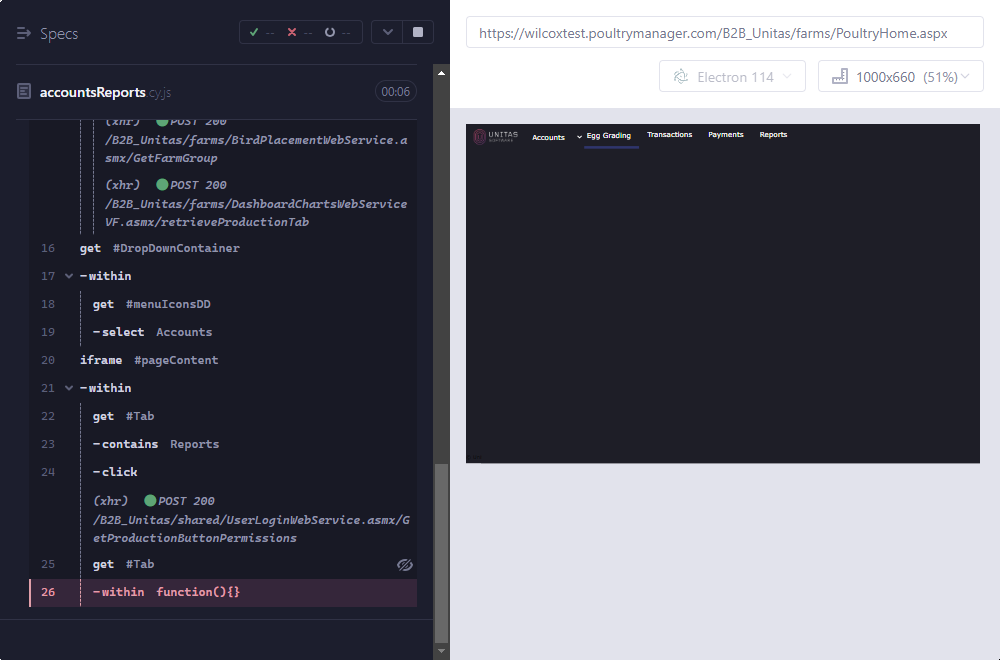 Specs
-- -- --
accountsReports.cy.js
00:06
(xhr) POST 200
/B2B_Unitas/farms/BirdPlacementWebService.a
smx/GetFarmGroup
(xhr) POST 200
/B2B_Unitas/farms/DashboardChartsWebService
VF.asmx/retrieveProductionTab
16 get #DropDownContainer
17 -within
18 get #menuIconsDD
19 -select Accounts
20 iframe #pageContent
21 -within
22 get #Tab
23 -contains Reports
24 -click
(xhr) POST 200
/B2B_Unitas/shared/UserLoginWebService.asmx/G
etProductionButtonPermissions
25 get #Tab
26 -within function(){}
https://wilcoxtest.poultrymanager.com/B2B_Unitas/farms/PoultryHome.aspx
Electron 114
1000x660 (51%)
UNITAS
SOFTWARE
Accounts
Egg Grading
Transactions
Payments
Reports